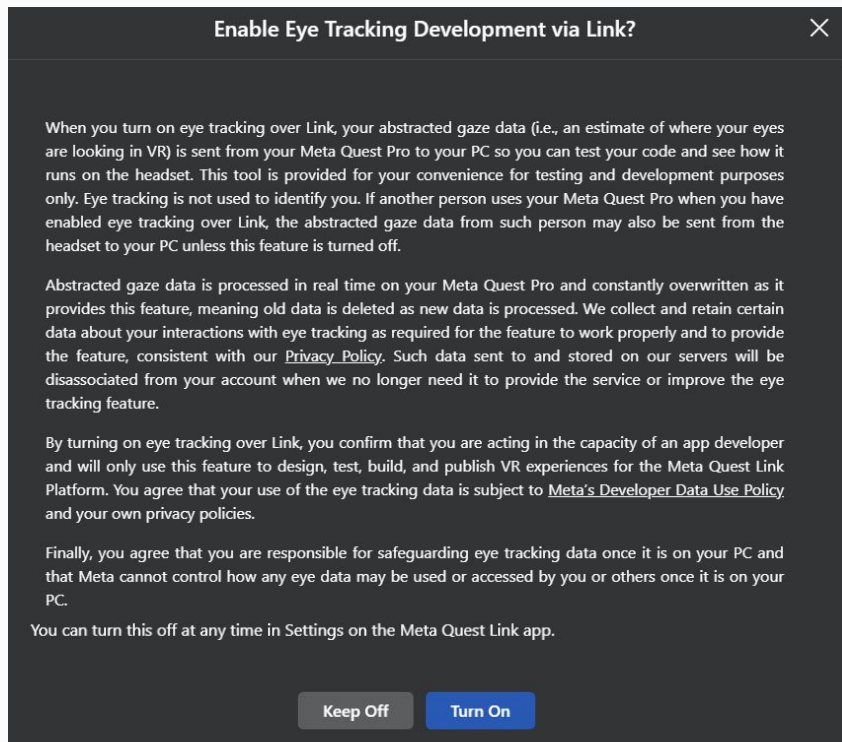 Enable Eye Tracking Development via Link?
When you turn on eye tracking over Link, your abstracted gaze data (i.e., an estimate of where your eyes
are looking in VR) is sent from your Meta Quest Pro to your PC so you can test your code and see how it
runs on the headset. This tool is provided for your convenience for testing and development purposes
only. Eye tracking is not used to identify you. If another person uses your Meta Quest Pro when you have
enabled eye tracking over Link, the abstracted gaze data from such person may also be sent from the
headset to your PC unless this feature is turned off.
Abstracted gaze data is processed in real time on your Meta Quest Pro and constantly overwritten as it
provides this feature, meaning old data is deleted as new data is processed. We collect and retain certain
data about your interactions with eye tracking as required for the feature to work properly and to provide
the feature, consistent with our Privacy Policy. Such data sent to and stored on our servers will be
disassociated from your account when we no longer need it to provide the service or improve the eye
tracking feature.
By turning on eye tracking over Link, you confirm that you are acting in the capacity of an app developer
and will only use this feature to design, test, build, and publish VR experiences for the Meta Quest Link
Platform. You agree that your use of the eye tracking data is subject to Meta's Developer Data Use Policy
and your own privacy policies.
Finally, you agree that you are responsible for safeguarding eye tracking data once it is on your PC and
that Meta cannot control how any eye data may be used or accessed by you or others once it is on your
PC.
You can turn this off at any time in Settings on the Meta Quest Link app.
Keep Off
Turn On